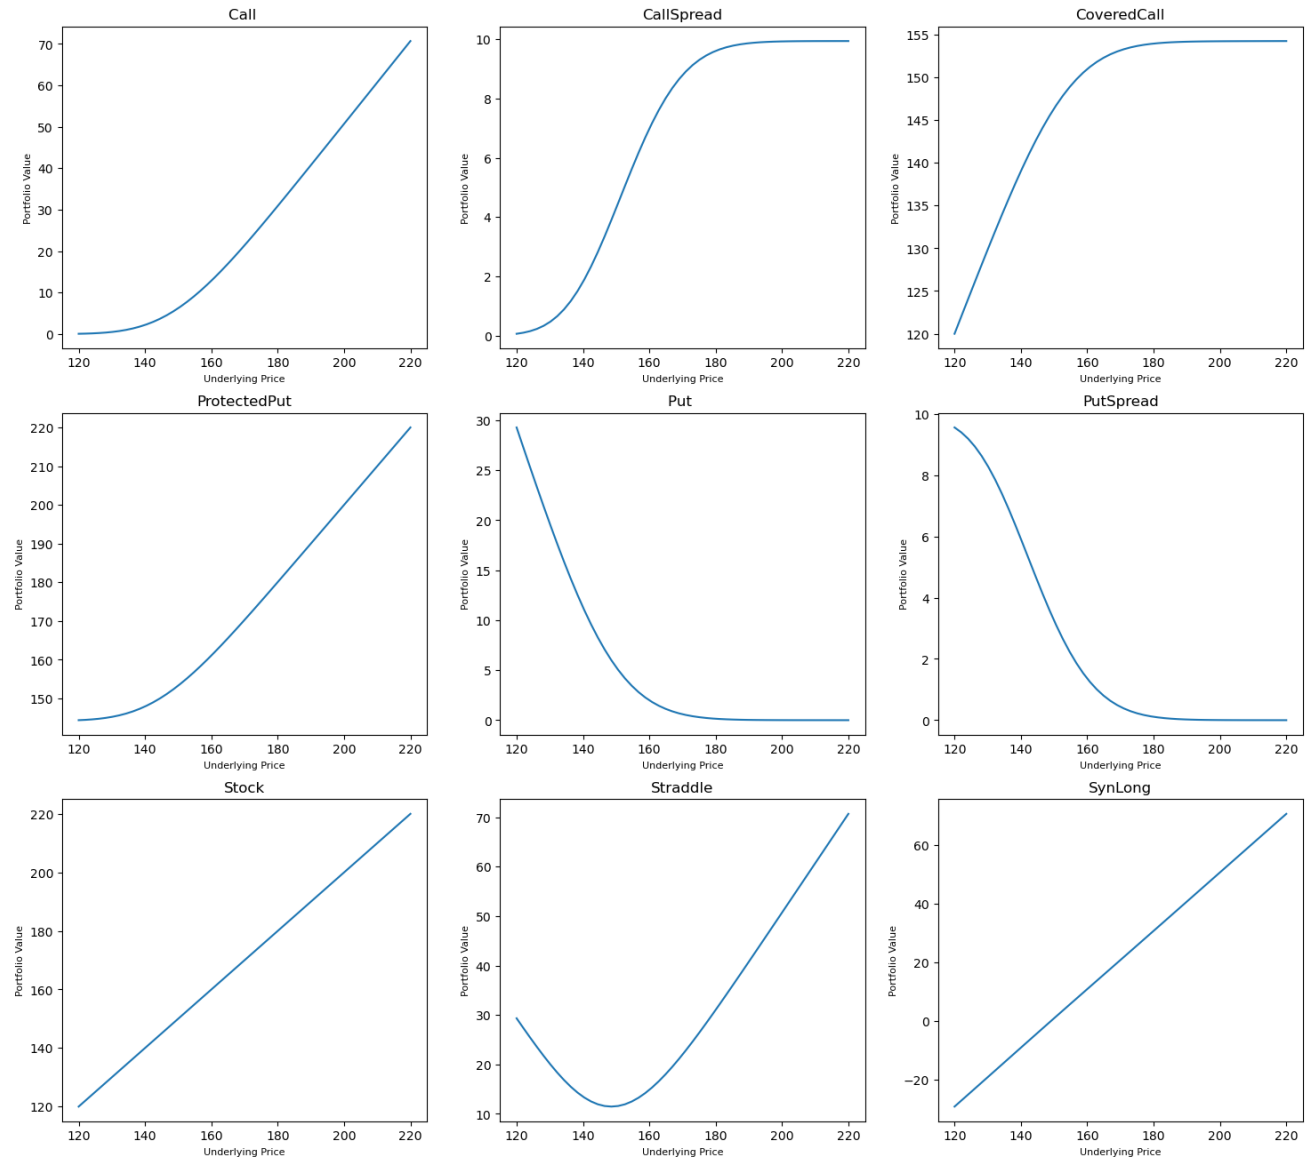 Call
CallSpread
CoveredCall
70
60
50
40
30
20
10
0
Portfolio Value
120 140 160 180 200 220
Underlying Price
10
8
6
4
2
0
Portfolio Value
120 140 160 180 200 220
Underlying Price
155
150
145
140
135
130
125
120
Portfolio Value
120 140 160 180 200 220
Underlying Price
ProtectedPut
Put
PutSpread
220
210
200
190
180
170
160
150
Portfolio Value
120 140 160 180 200 220
Underlying Price
30
25
20
15
10
5
0
Portfolio Value
120 140 160 180 200 220
Underlying Price
10
8
6
4
2
0
Portfolio Value
120 140 160 180 200 220
Underlying Price
Stock
Straddle
SynLong
220
200
180
160
140
120
Portfolio Value
120 140 160 180 200 220
Underlying Price
70
60
50
40
30
20
10
Portfolio Value
120 140 160 180 200 220
Underlying Price
60
40
20
0
−20
Portfolio Value
120 140 160 180 200 220
Underlying Price